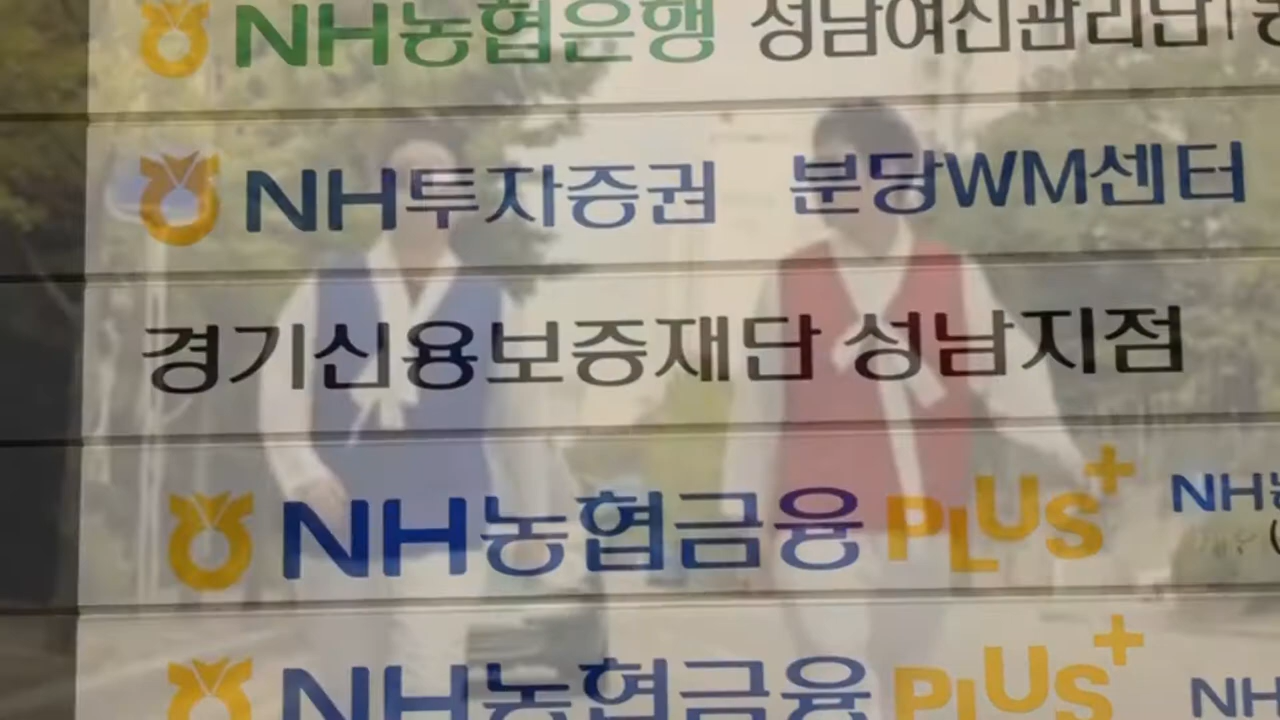 NH농협은행 성남여신관리단
NH투자증권 분당WM센터
경기신용보증재단 성남지점
NH농협금융 PLUS+ NH
NH농협금융 PLUS+ NH